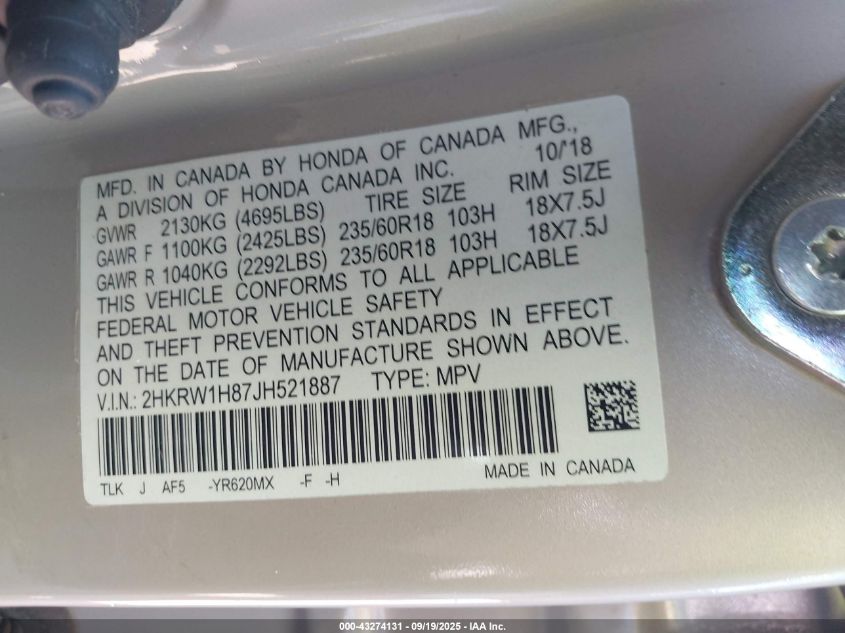 MFD. IN CANADA BY HONDA OF CANADA MFG.,
A DIVISION OF HONDA CANADA INC. 10/'18
GVWR 2130KG (4695LBS) TIRE SIZE RIM SIZE
GAWR F 1100KG (2425LBS) 235/60R18 103H 18X7.5J
GAWR R 1040KG (2292LBS) 235/60R18 103H 18X7.5J
THIS VEHICLE CONFORMS TO ALL APPLICABLE
FEDERAL MOTOR VEHICLE SAFETY
AND THEFT PREVENTION STANDARDS IN EFFECT
ON THE DATE OF MANUFACTURE SHOWN ABOVE.
V.I.N.: 2HKRW1H87JH521887 TYPE: MPV
TLK J AF5 -YR620MX -F -H MADE IN CANADA
000-43274131 - 09/19/2025 - IAA Inc.